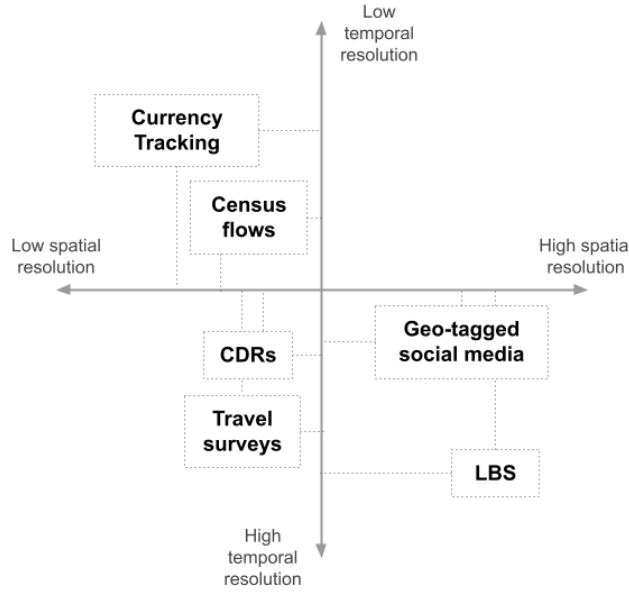 Low
temporal
resolution
Currency
Tracking
Census
flows
Low spatial
resolution
High spatia
resolution
CDRs
Geo-tagged
social media
Travel
surveys
LBS
High
temporal
resolution